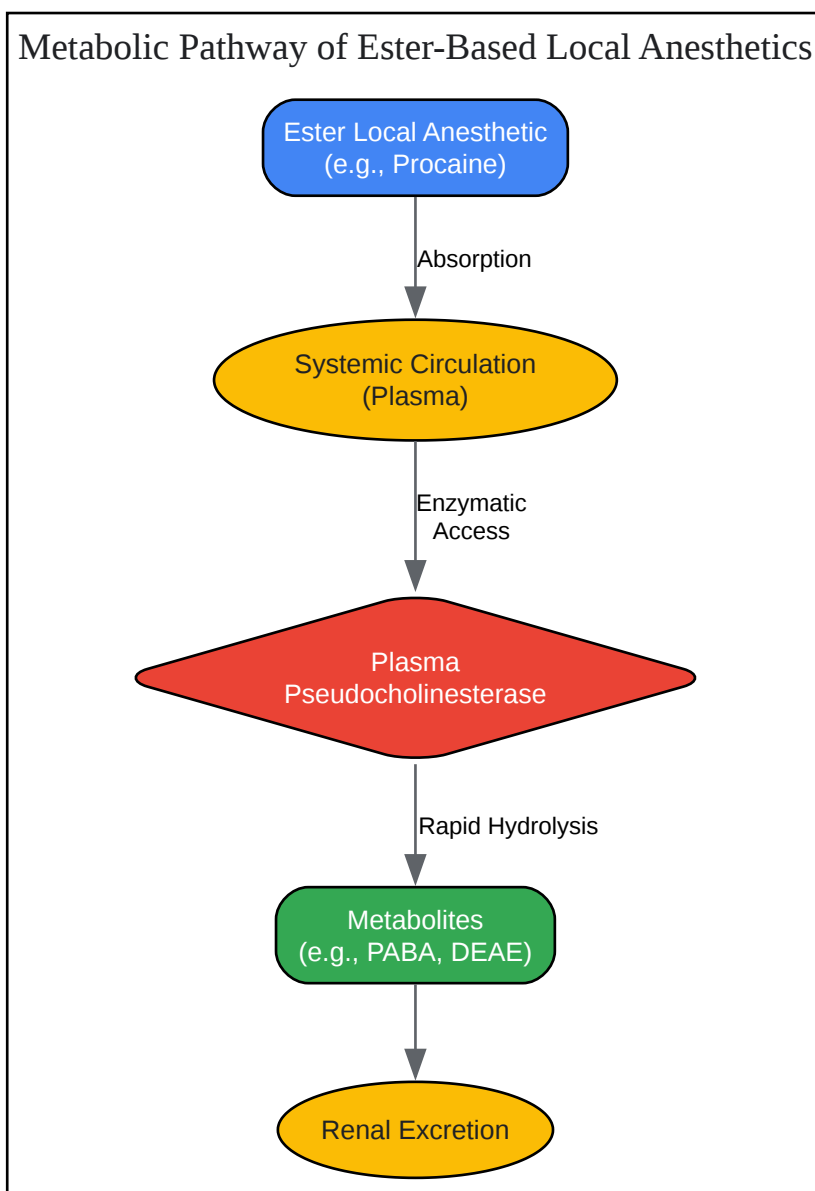 Metabolic Pathway of Ester-Based Local Anesthetics
Ester Local Anesthetic
(e.g., Procaine)
Absorption
Systemic Circulation
(Plasma)
Enzymatic
Access
Plasma
Pseudocholinesterase
Rapid Hydrolysis
Metabolites
(e.g., PABA, DEAE)
Renal Excretion